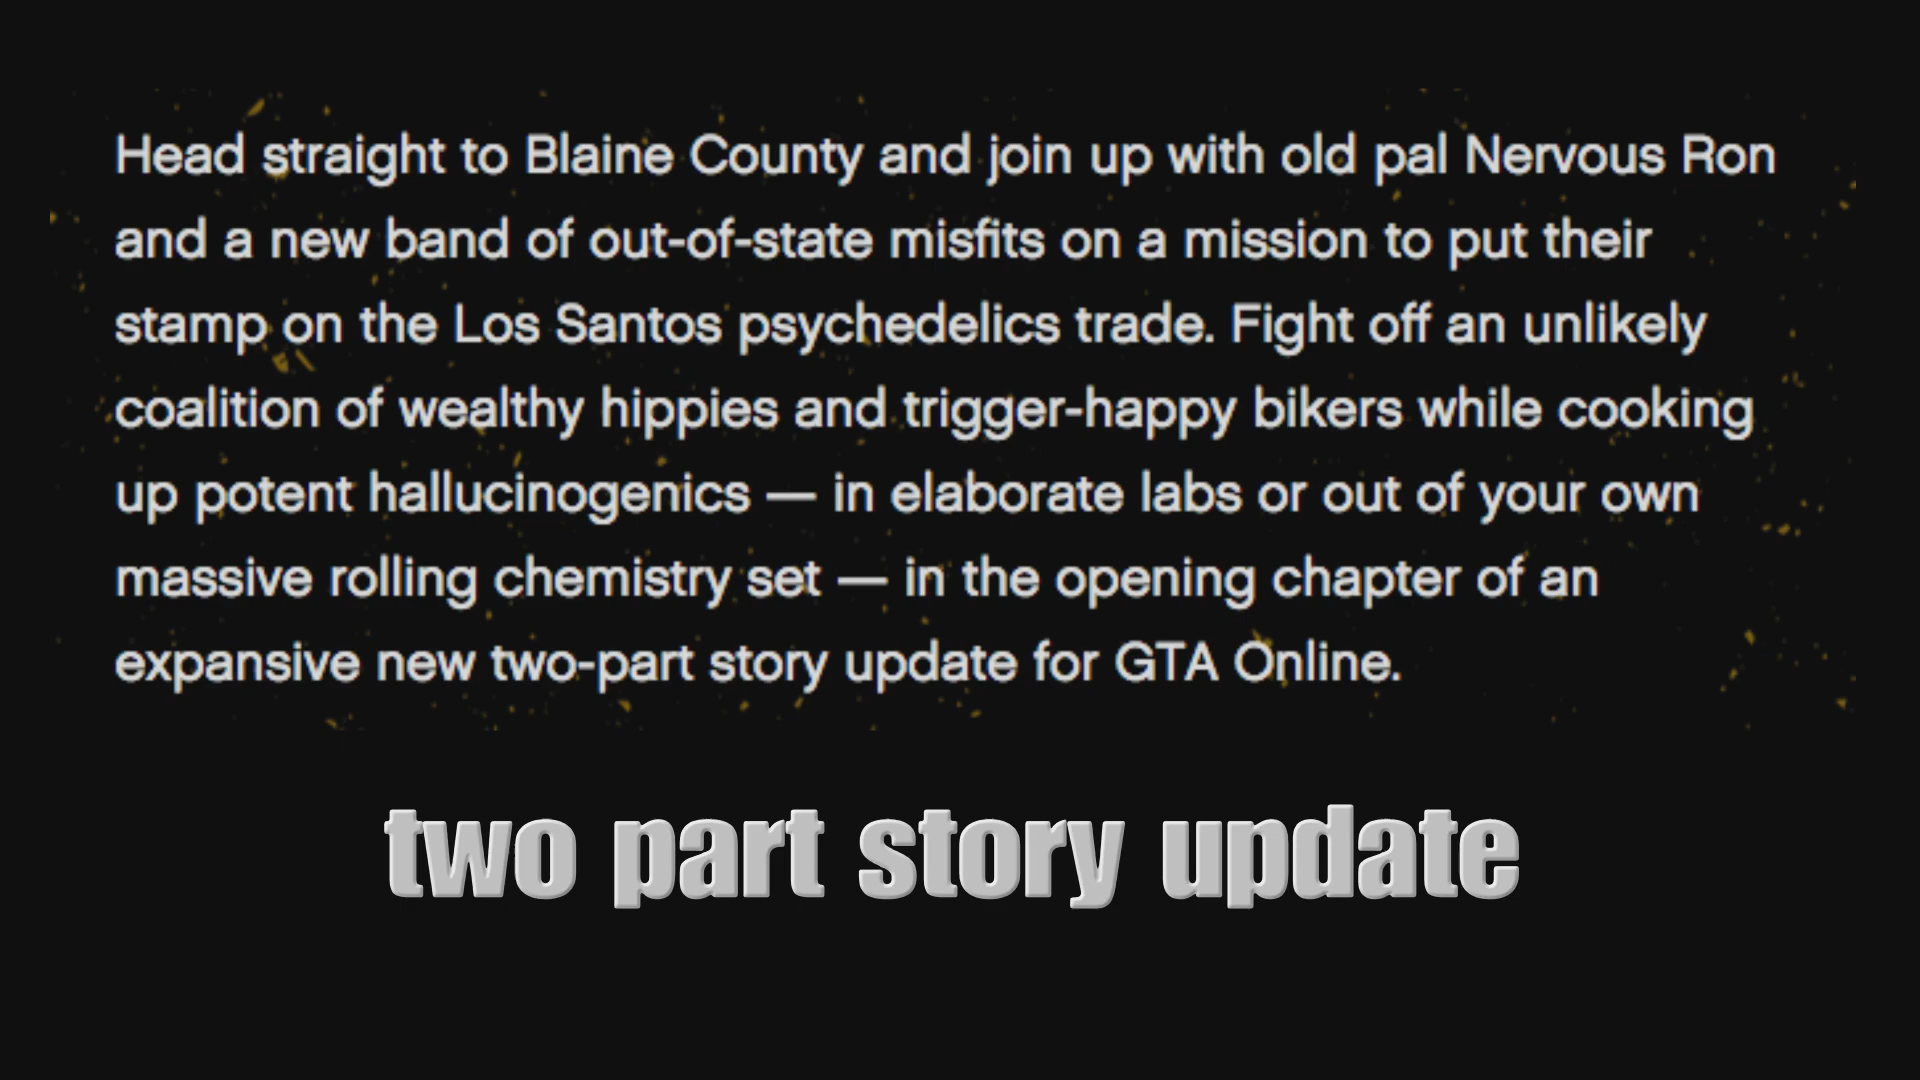 Head straight to Blaine County and join up with old pal Nervous Ron
and a new band of out-of-state misfits on a mission to put their
stamp on the Los Santos psychedelics trade. Fight off an unlikely
coalition of wealthy hippies and trigger-happy bikers while cooking
up potent hallucinogenics — in elaborate labs or out of your own
massive rolling chemistry set — in the opening chapter of an
expansive new two-part story update for GTA Online.
two part story update